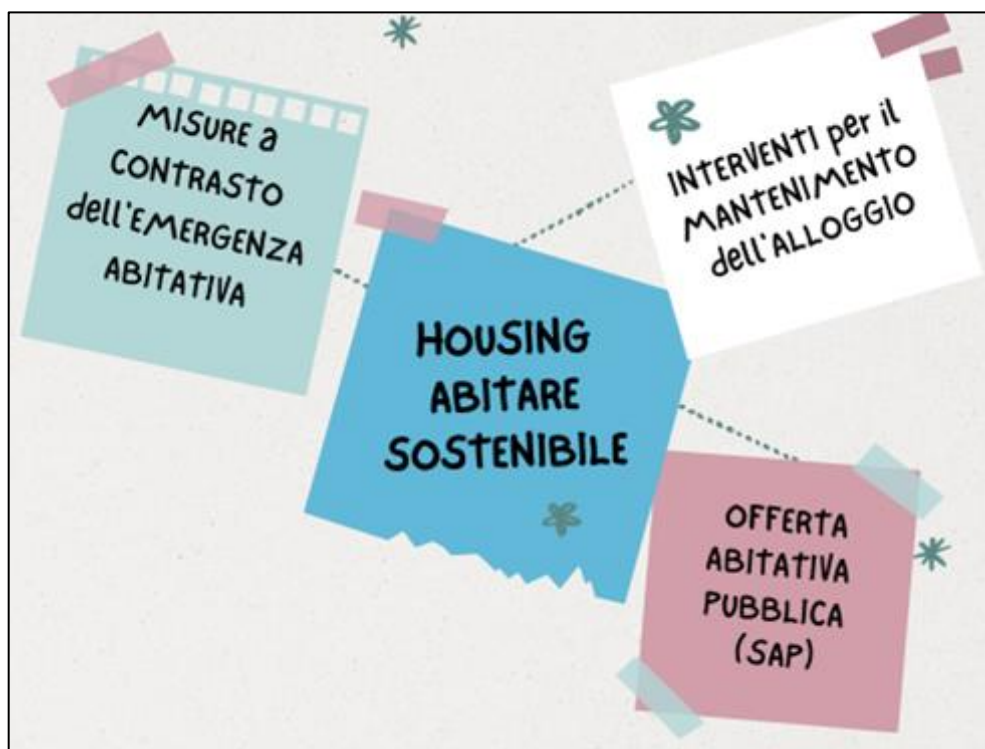 MISURE a
CONTRASTO
dell'EMERGENZA
ABITATIVA
INTERVENTI per il
MANTENIMENTO
dell'ALLOGGIO
HOUSING
ABITARE
SOSTENIBILE
OFFERTA
ABITATIVA
PUBBLICA
(SAP)